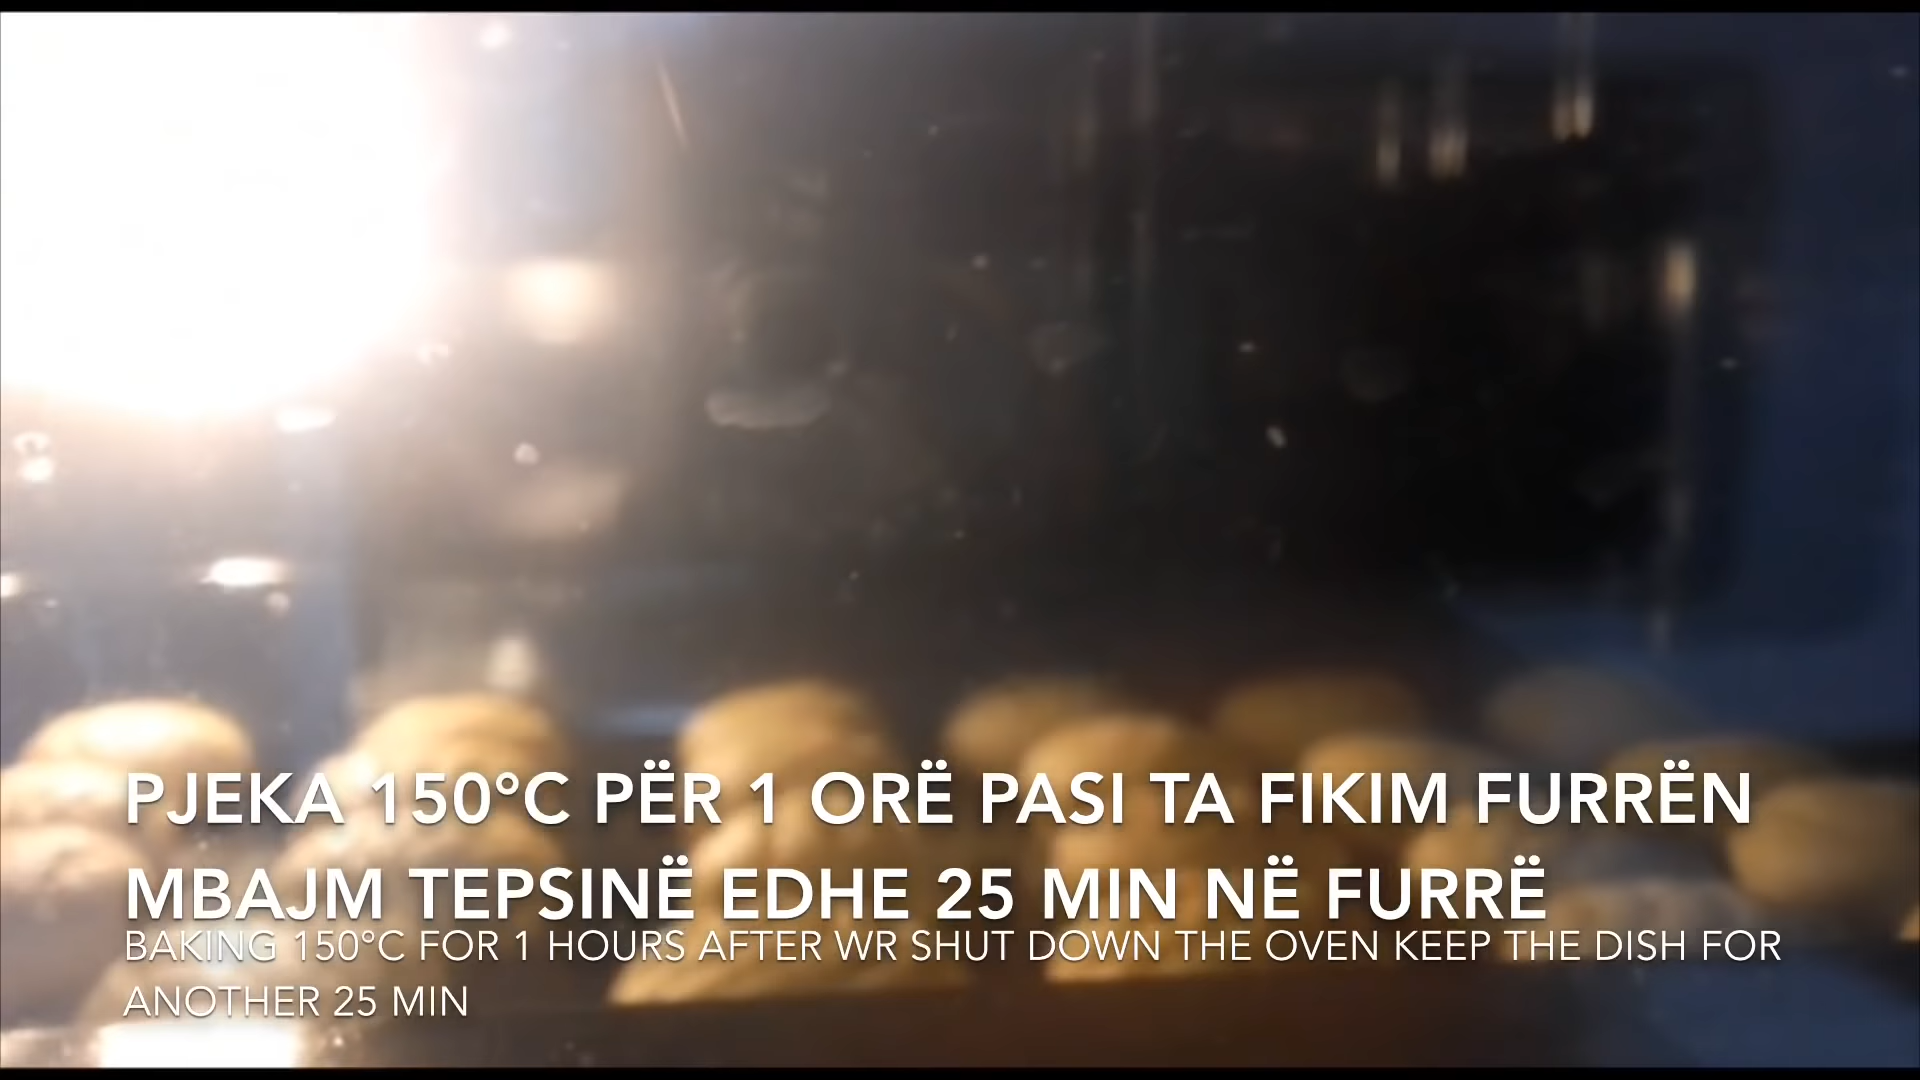 PJEKA 150°C PËR 1 ORË PASI TA FIKIM FURRËN
MBAJM TEPSINË EDHE 25 MIN NË FURRË
BAKING 150°C FOR 1 HOURS AFTER WR SHUT DOWN THE OVEN KEEP THE DISH FOR
ANOTHER 25 MIN